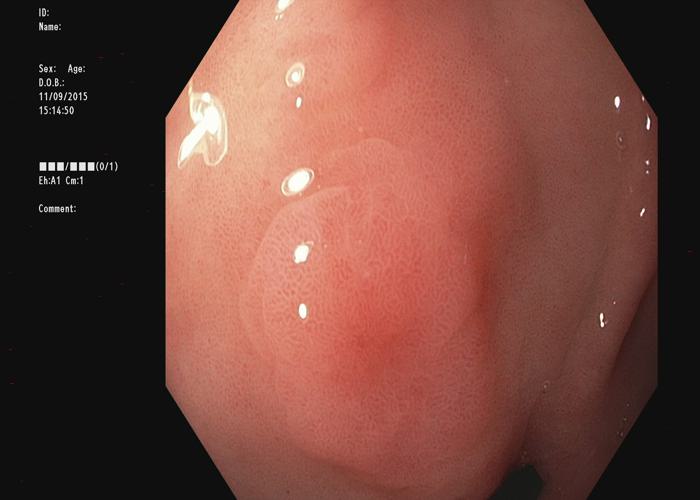 ID:
Name:
Sex: Age:
D.O.B.:
11/09/2015
15:14:50
■■■/■■■(0/1)
Eh:A1 Cm:1
Comment: